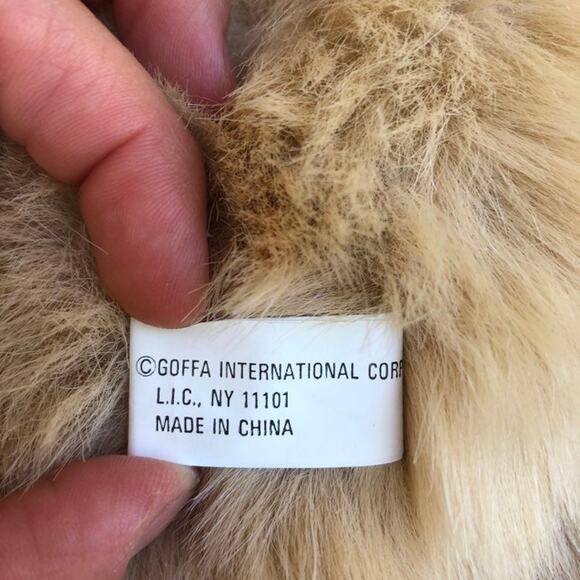 ©GOFFA INTERNATIONAL CORP
L.I.C., NY 11101
MADE IN CHINA